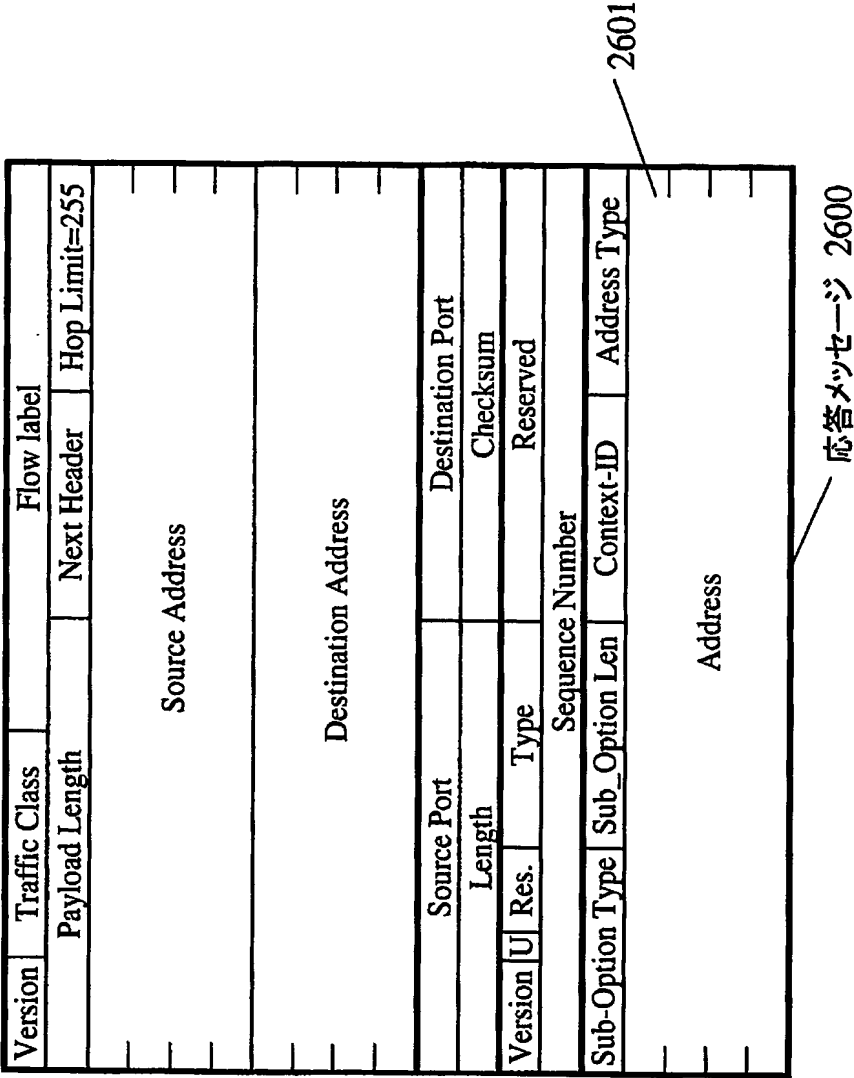 Version Traffic Class Flow label
Payload Length Next Header Hop Limit=255
Source Address
Destination Address
Source Port Destination Port
Length Checksum
Version U Res. Type Reserved
Sequence Number
Sub-Option Type Sub_Option Len Context-ID Address Type
Address
2601
応答メッセージ 2600